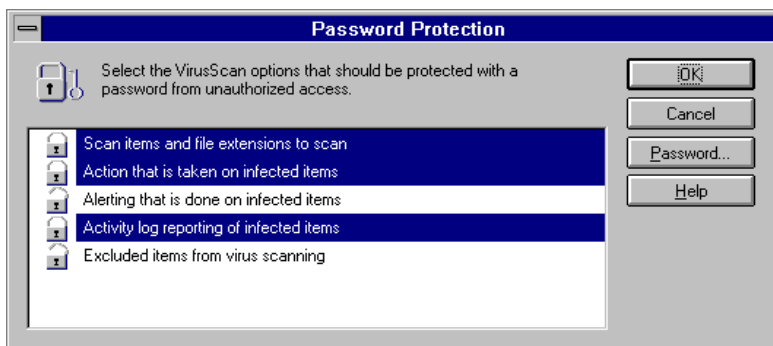 Password Protection
Select the VirusScan options that should be protected with a
password from unauthorized access.
OK
Cancel
Password...
Help
Scan items and file extensions to scan
Action that is taken on infected items
Alerting that is done on infected items
Activity log reporting of infected items
Excluded items from virus scanning